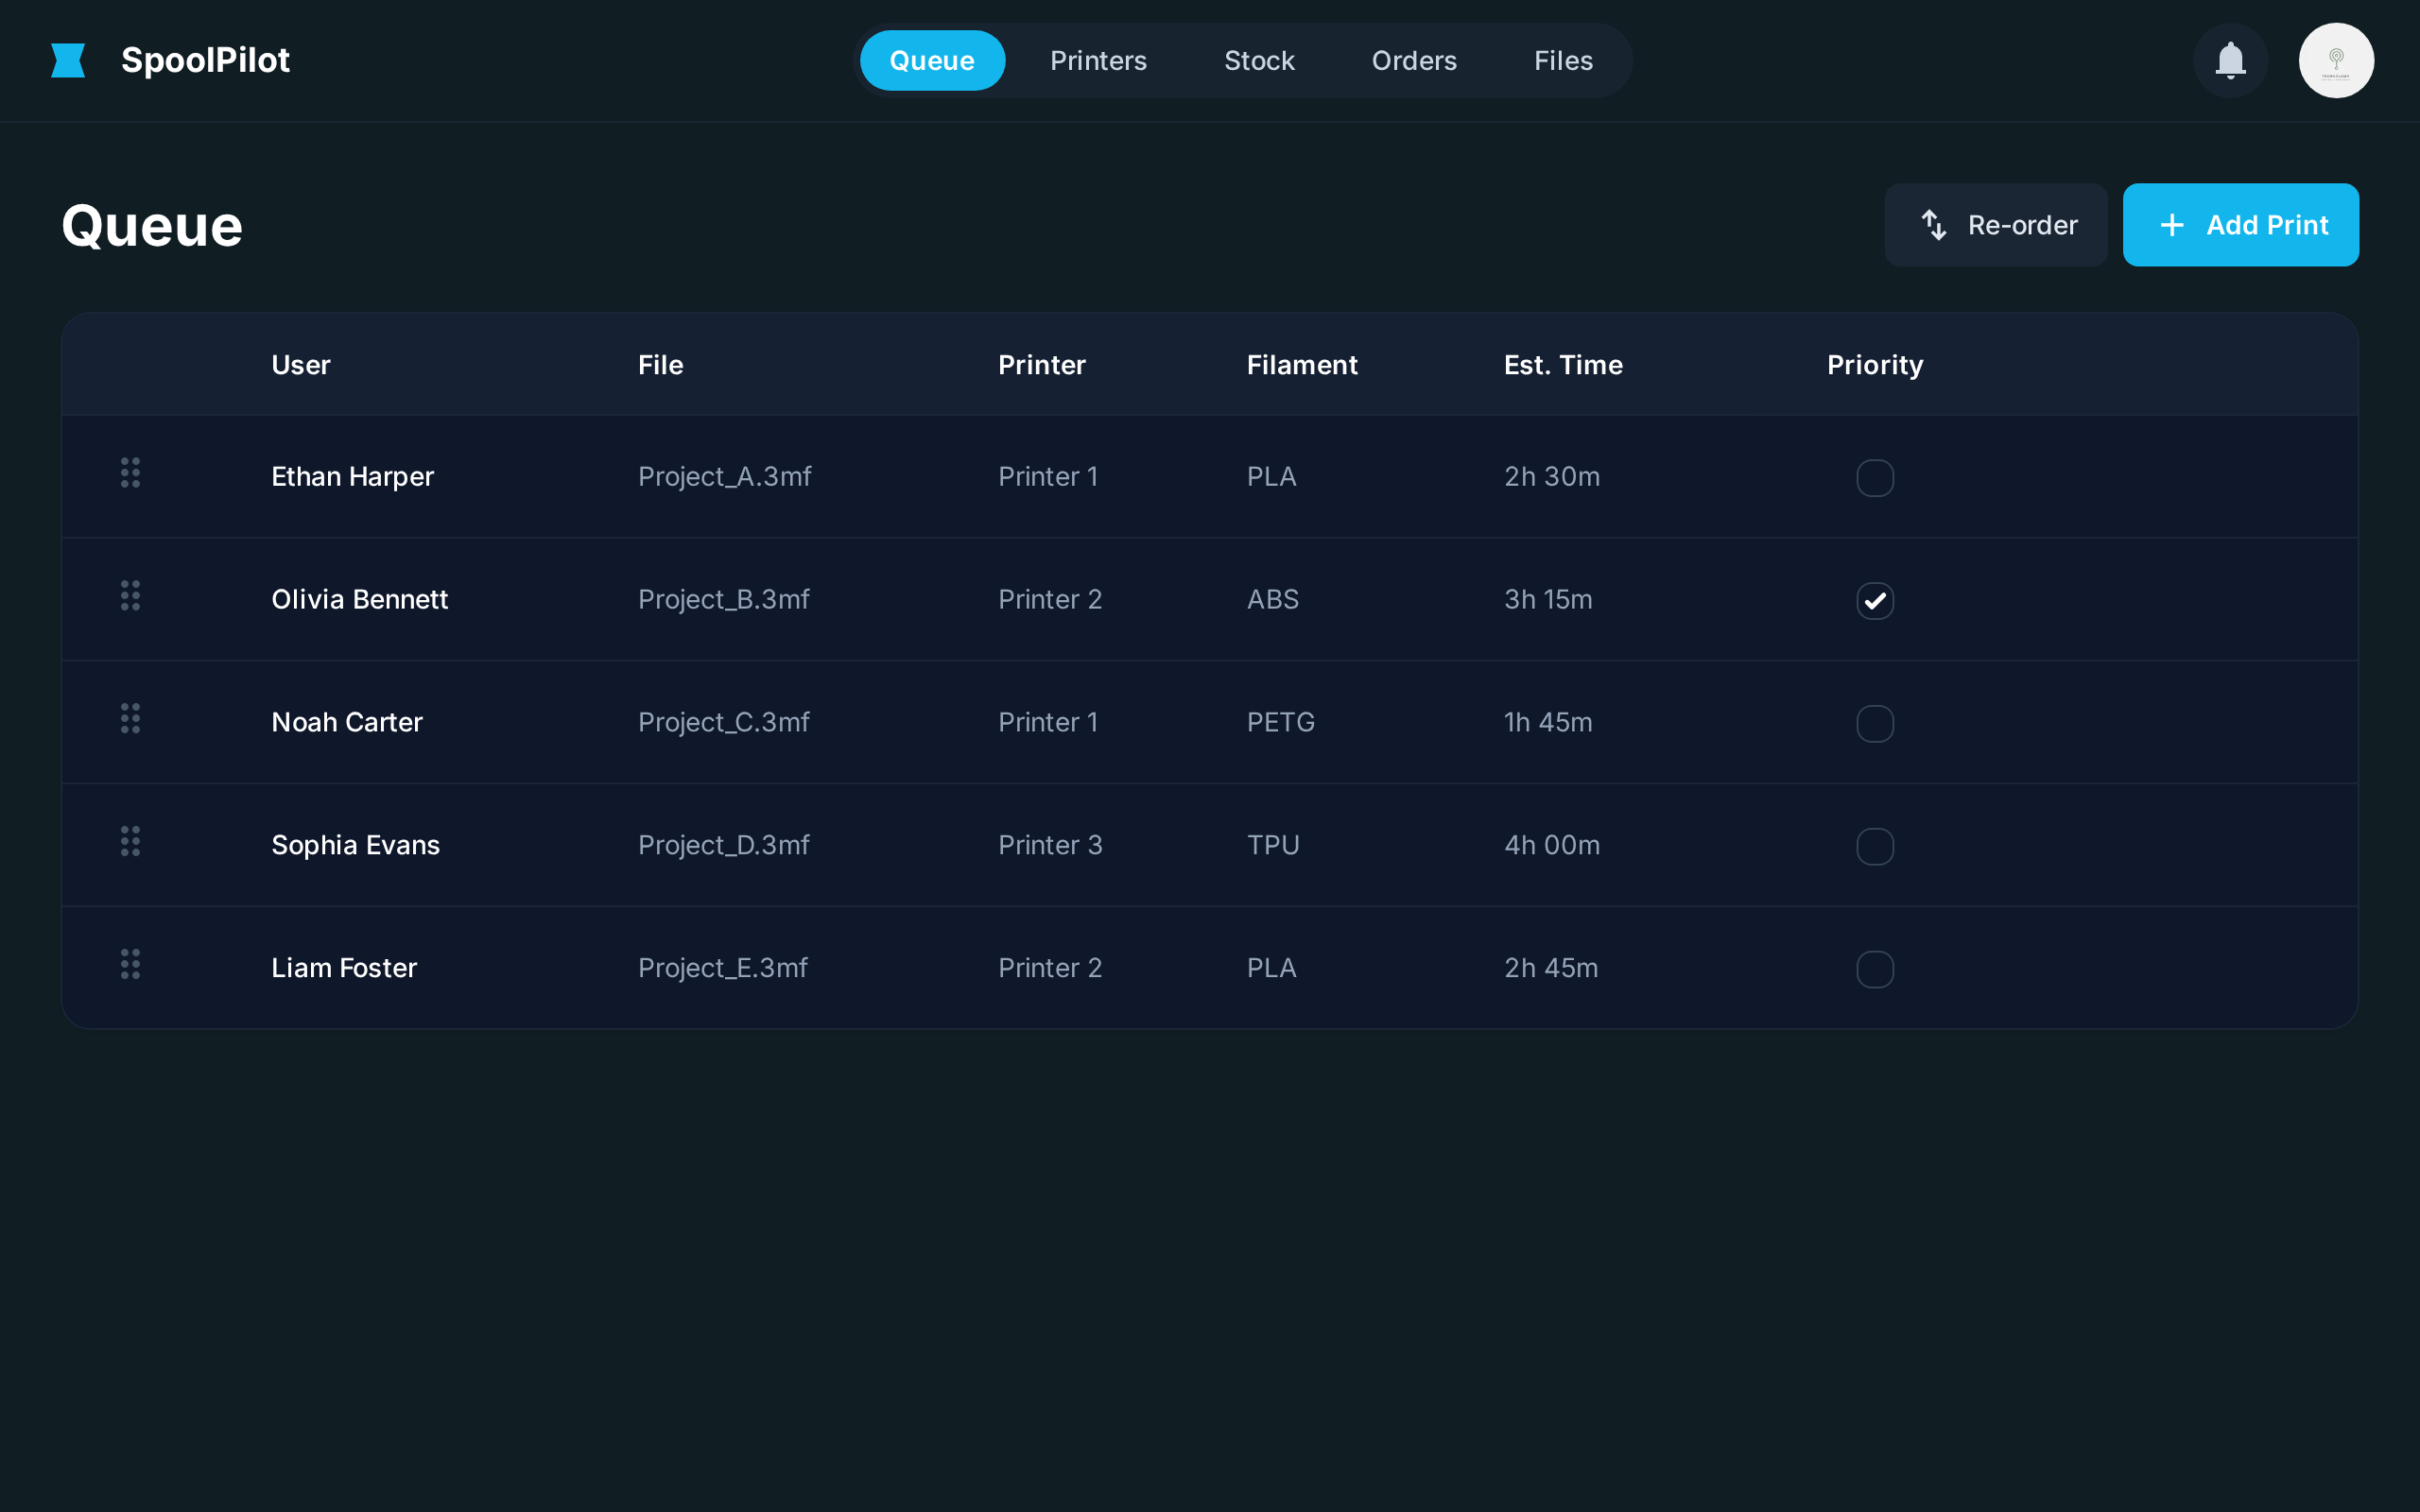 SpoolPilot
Queue Printers Stock Orders Files
Queue
Re-order
Add Print
User File Printer Filament Est. Time Priority
Ethan Harper Project_A.3mf Printer 1 PLA 2h 30m
Olivia Bennett Project_B.3mf Printer 2 ABS 3h 15m
Noah Carter Project_C.3mf Printer 1 PETG 1h 45m
Sophia Evans Project_D.3mf Printer 3 TPU 4h 00m
Liam Foster Project_E.3mf Printer 2 PLA 2h 45m